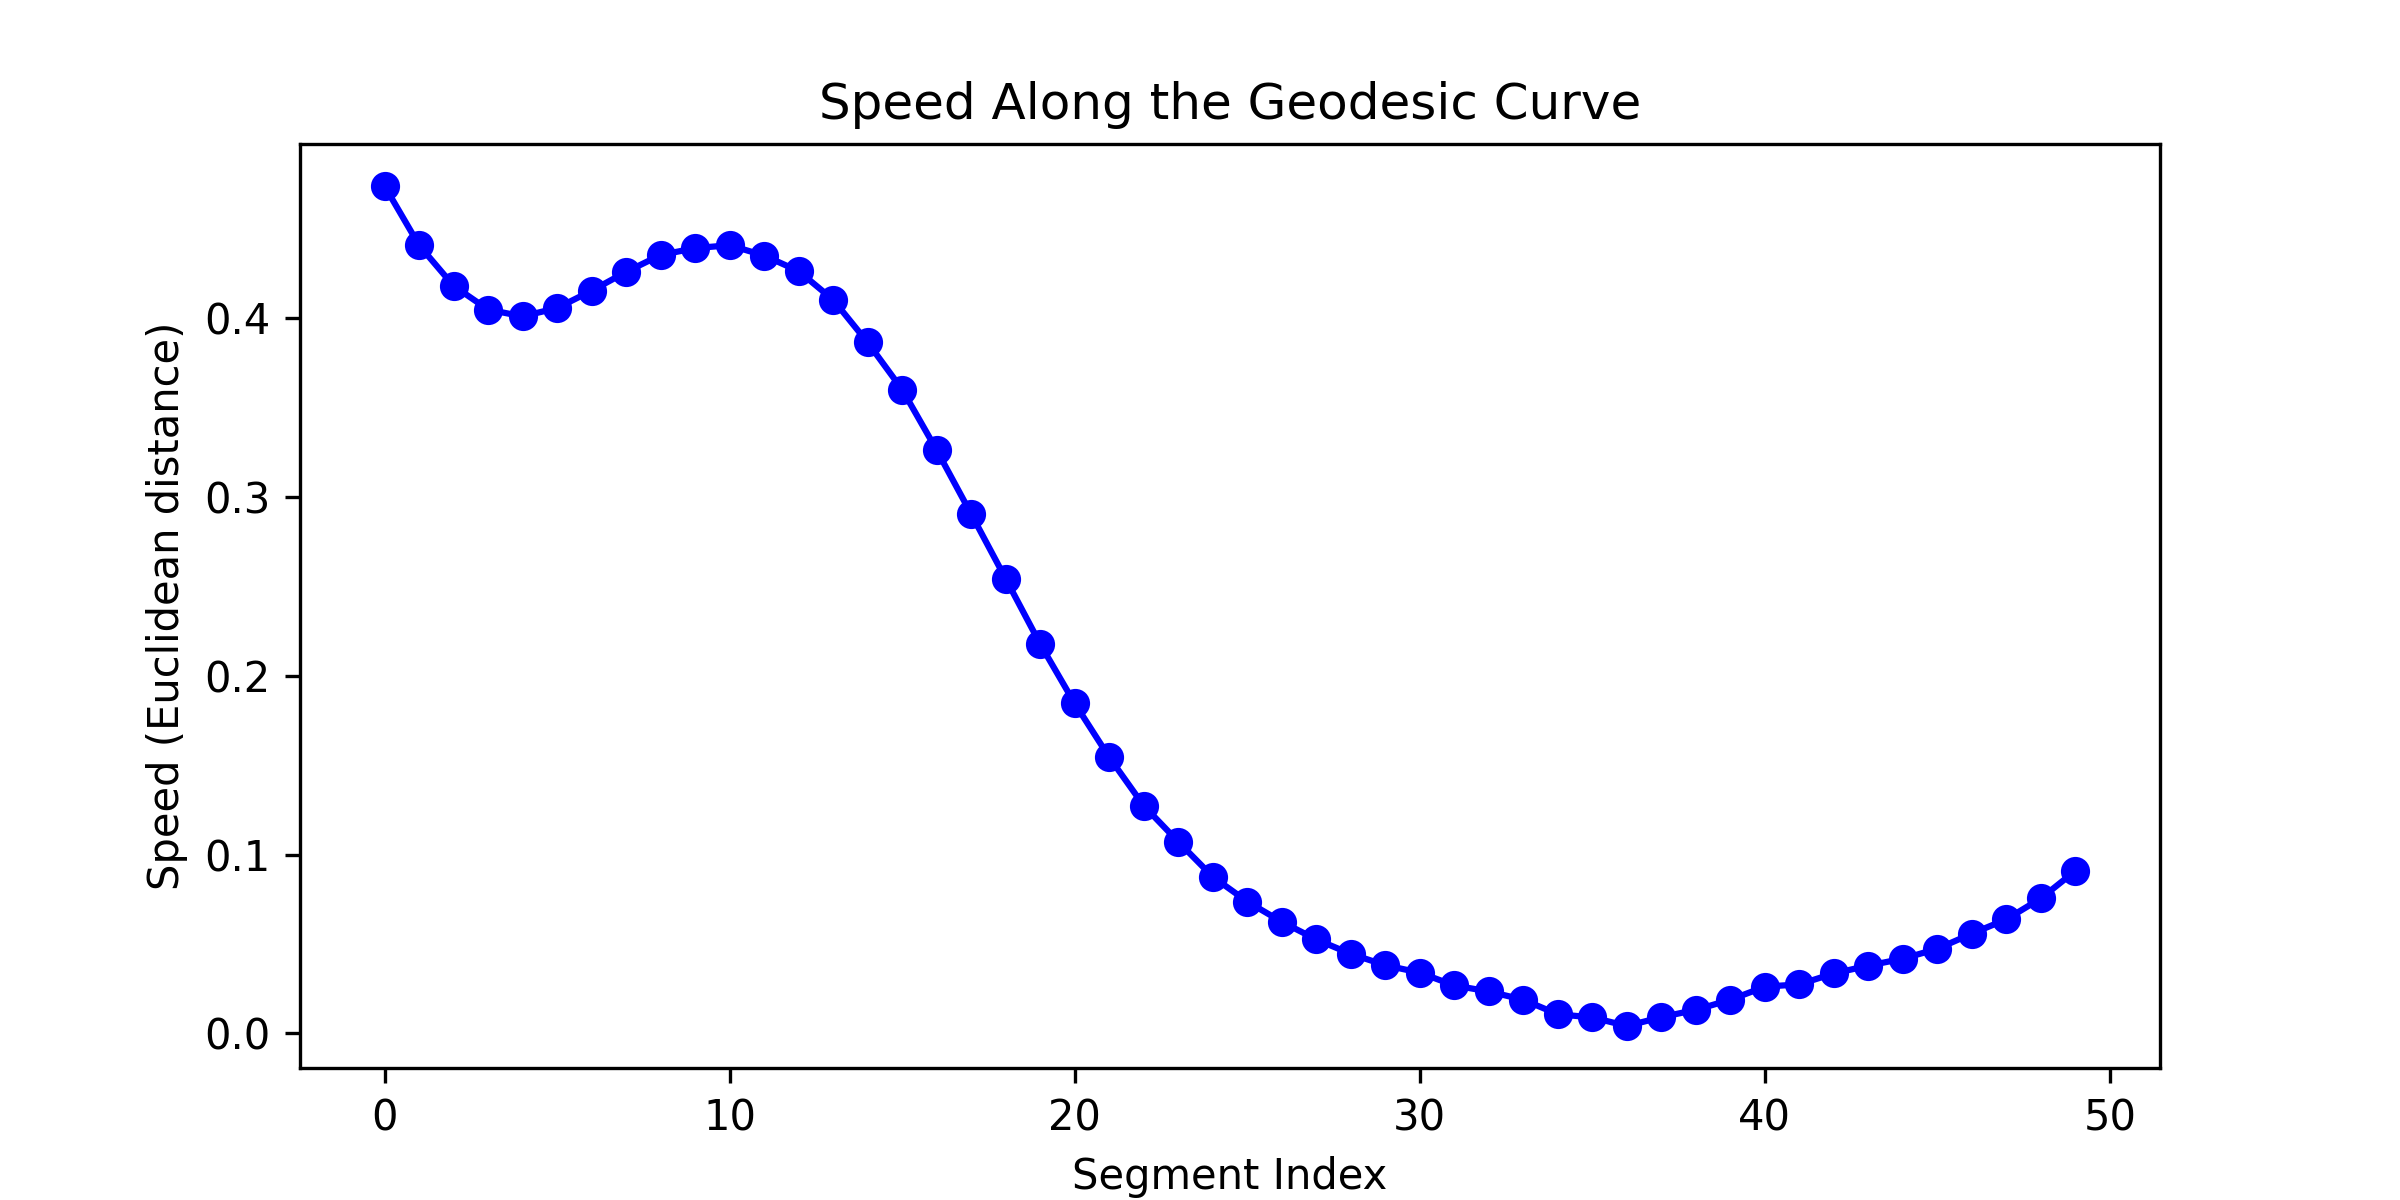 Speed Along the Geodesic Curve
Speed (Euclidean distance)
0.4
0.3
0.2
0.1
0.0
0 10 20 30 40 50
Segment Index